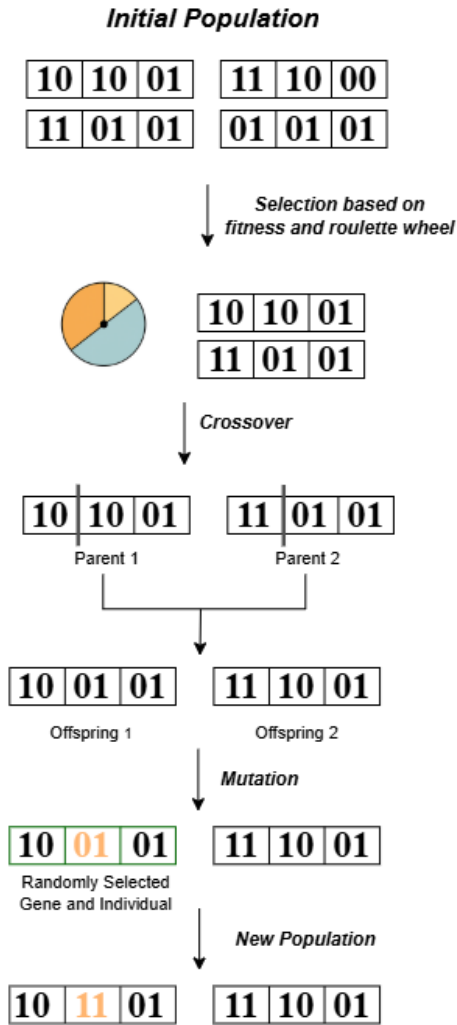 Initial Population
10 10 01 11 10 00
11 01 01 01 01 01
Selection based on
fitness and roulette wheel
10 10 01
11 01 01
Crossover
10 10 01 11 01 01
Parent 1 Parent 2
10 01 01 11 10 01
Offspring 1 Offspring 2
Mutation
10 01 01 11 10 01
Randomly Selected
Gene and Individual
New Population
10 11 01 11 10 01